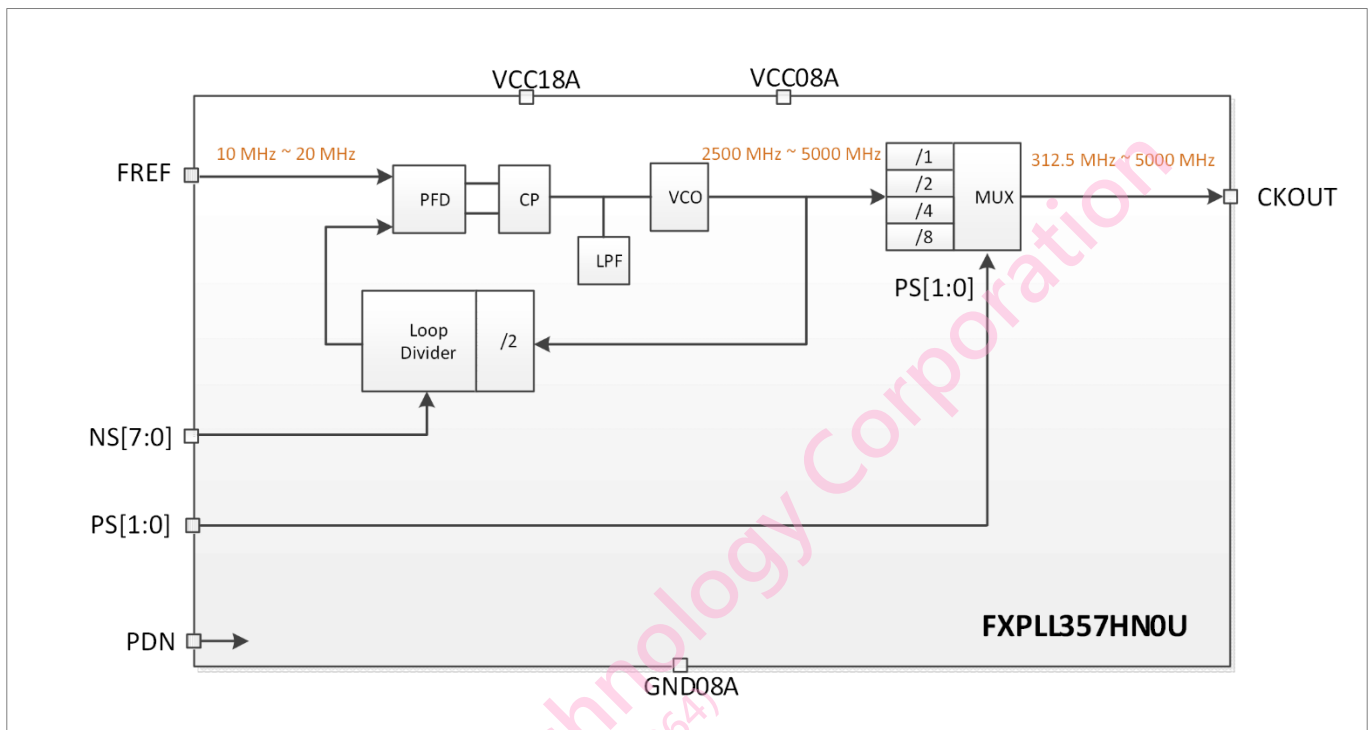 VCC18A
VCC08A
FREF
10 MHz ~ 20 MHz
2500 MHz ~ 5000 MHz
312.5 MHz ~ 5000 MHz
PFD
CP
VCO
LPF
/1
/2
/4
/8
MUX
CKOUT
PS[1:0]
Loop
Divider
/2
NS[7:0]
PS[1:0]
PDN
FXPLL357HN0U
GND08A
Corporation